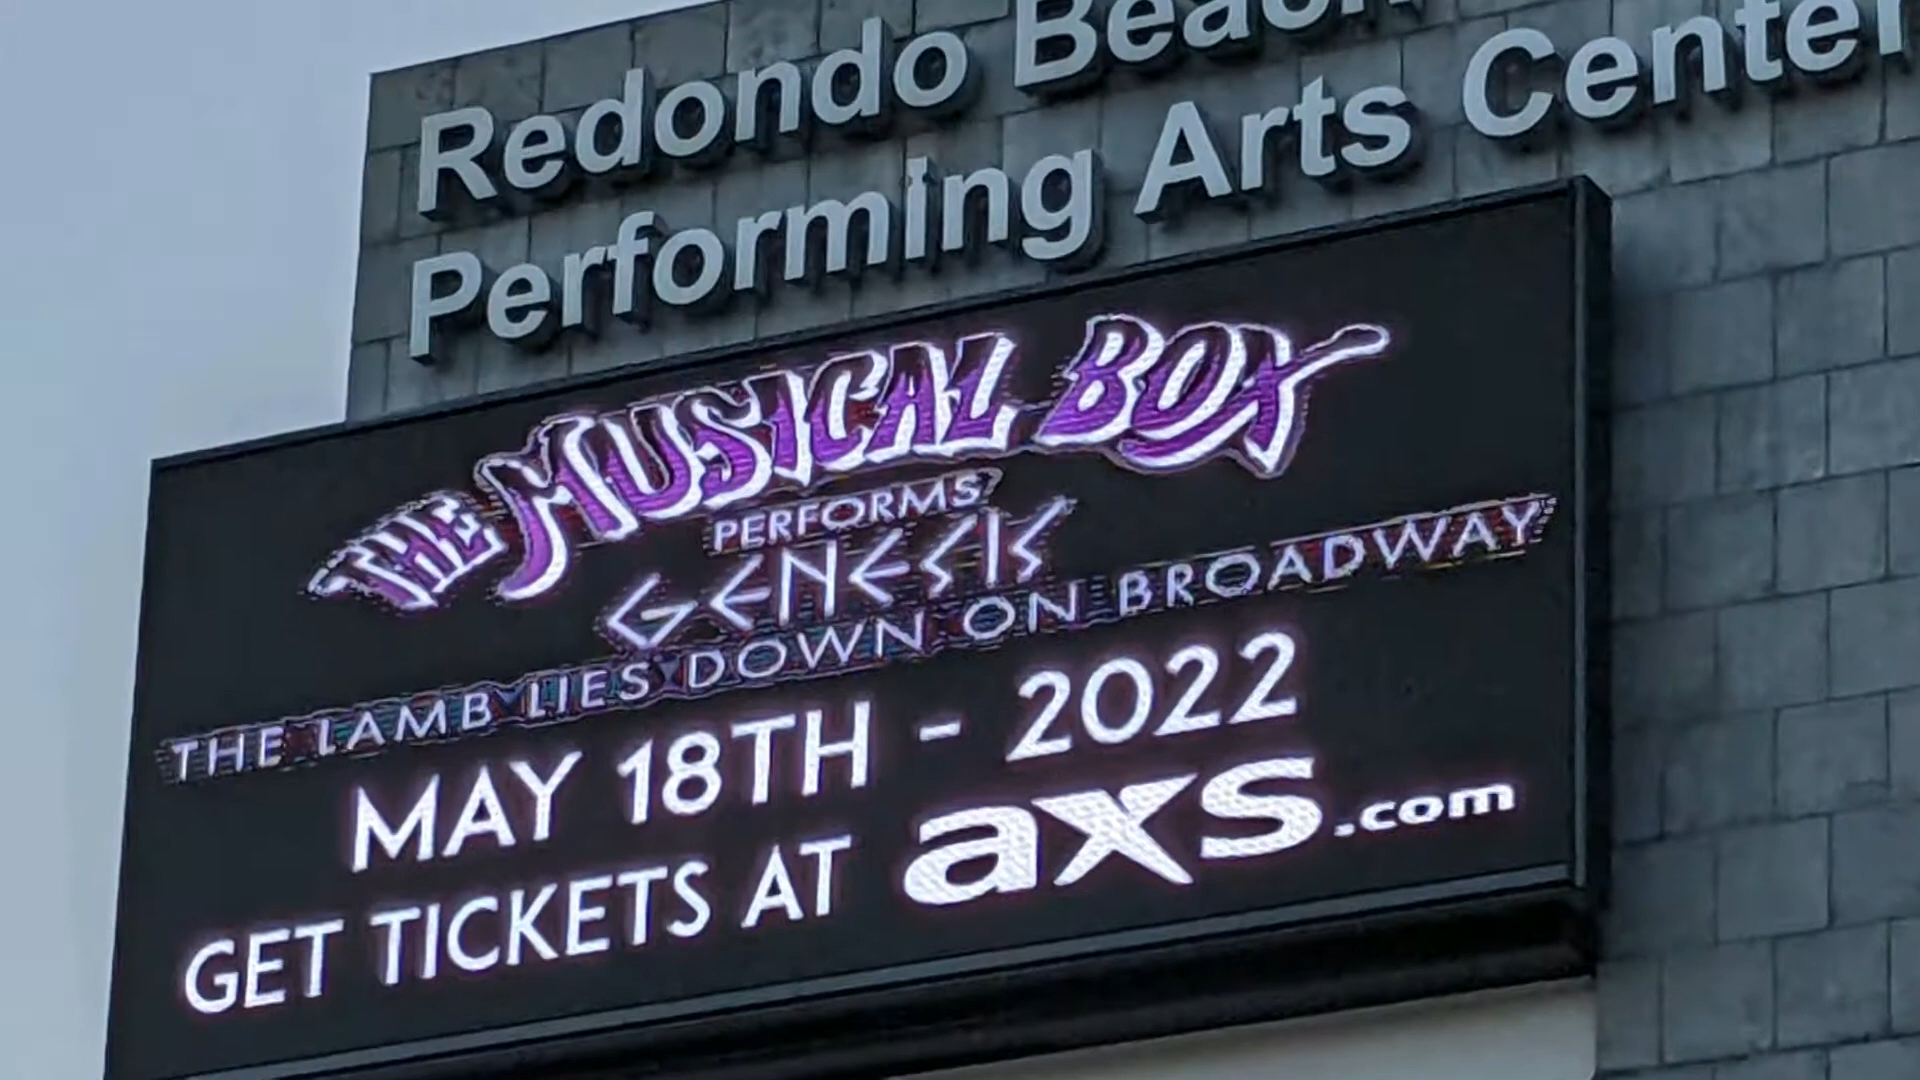 Redondo Beach
Performing Arts Center
THE MUSICAL BOX
PERFORMS
GENESIS
THE LAMB LIES DOWN ON BROADWAY
MAY 18TH - 2022
GET TICKETS AT axs.com